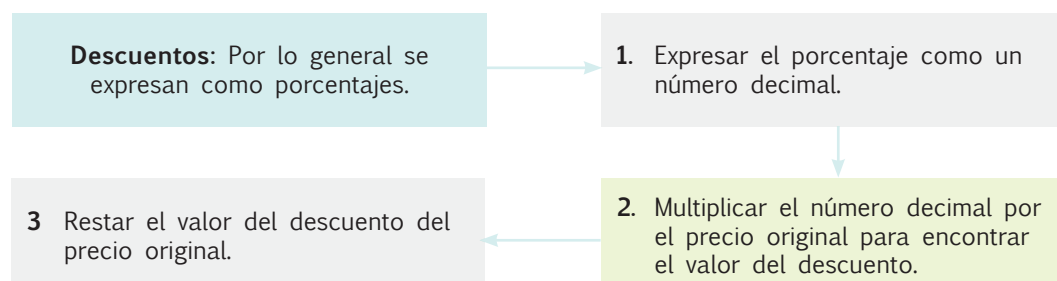 Descuentos: Por lo general se
expresan como porcentajes.
1. Expresar el porcentaje como un
número decimal.
2. Multiplicar el número decimal por
el precio original para encontrar
el valor del descuento.
3 Restar el valor del descuento del
precio original.